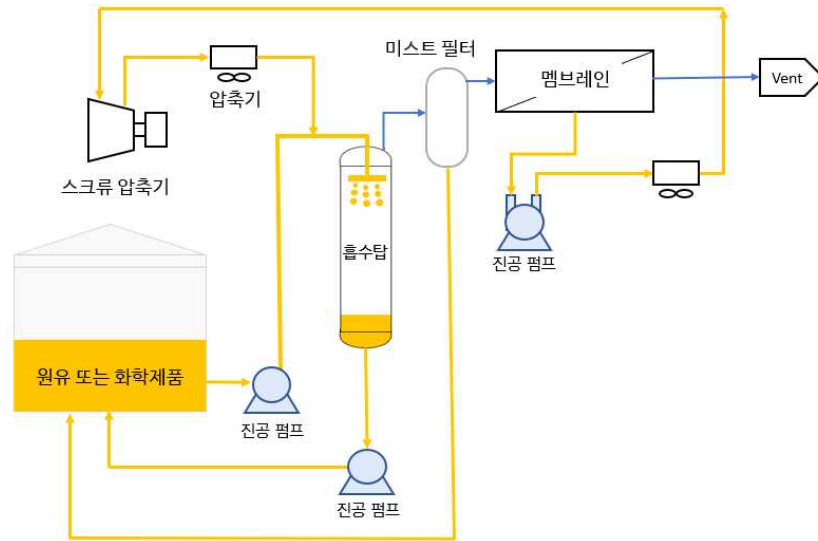 미스트 필터
멤브레인
Vent
압축기
스크류 압축기
흡수탑
진공 펌프
원유 또는 화학제품
진공 펌프
진공 펌프